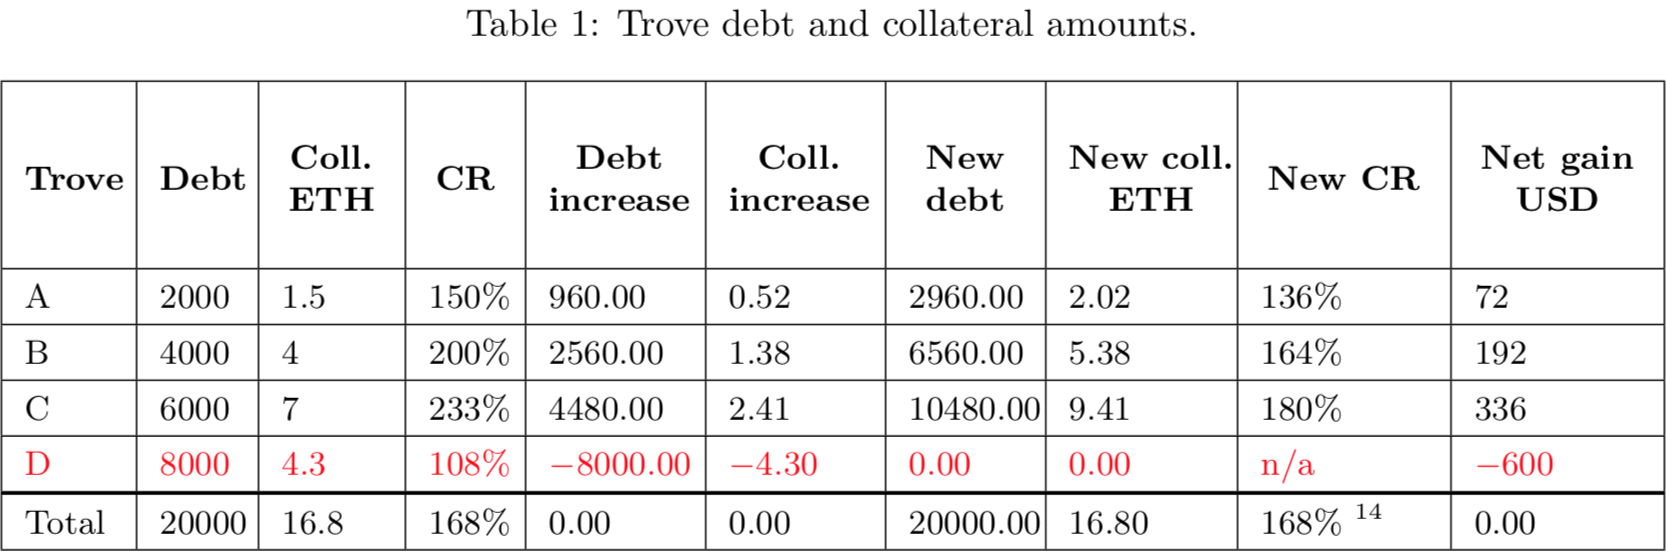 Table 1: Trove debt and collateral amounts.
Trove Debt Coll. ETH CR Debt increase Coll. increase New debt New coll. ETH New CR Net gain USD
A 2000 1.5 150% 960.00 0.52 2960.00 2.02 136% 72
B 4000 4 200% 2560.00 1.38 6560.00 5.38 164% 192
C 6000 7 233% 4480.00 2.41 10480.00 9.41 180% 336
D 8000 4.3 108% −8000.00 −4.30 0.00 0.00 n/a −600
Total 20000 16.8 168% 0.00 0.00 20000.00 16.80 168% 14 0.00